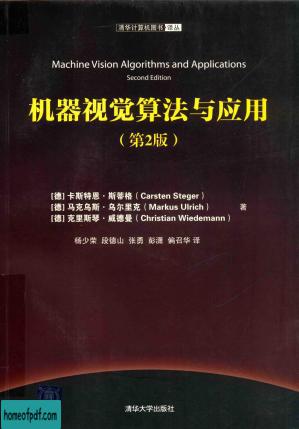 清华计算机图书译丛
Machine Vision Algorithms and Applications
Second Edition
机器视觉算法与应用
（第2版）
[德] 卡斯特恩·斯蒂格（Carsten Steger）
[德] 马克乌斯·乌尔里克（Markus Ulrich） 著
[德] 克里斯琴·威德曼（Christian Wiedemann）
杨少荣 段德山 张勇 彭潇 偏召华 译
清华大学出版社
homeofpdf.com